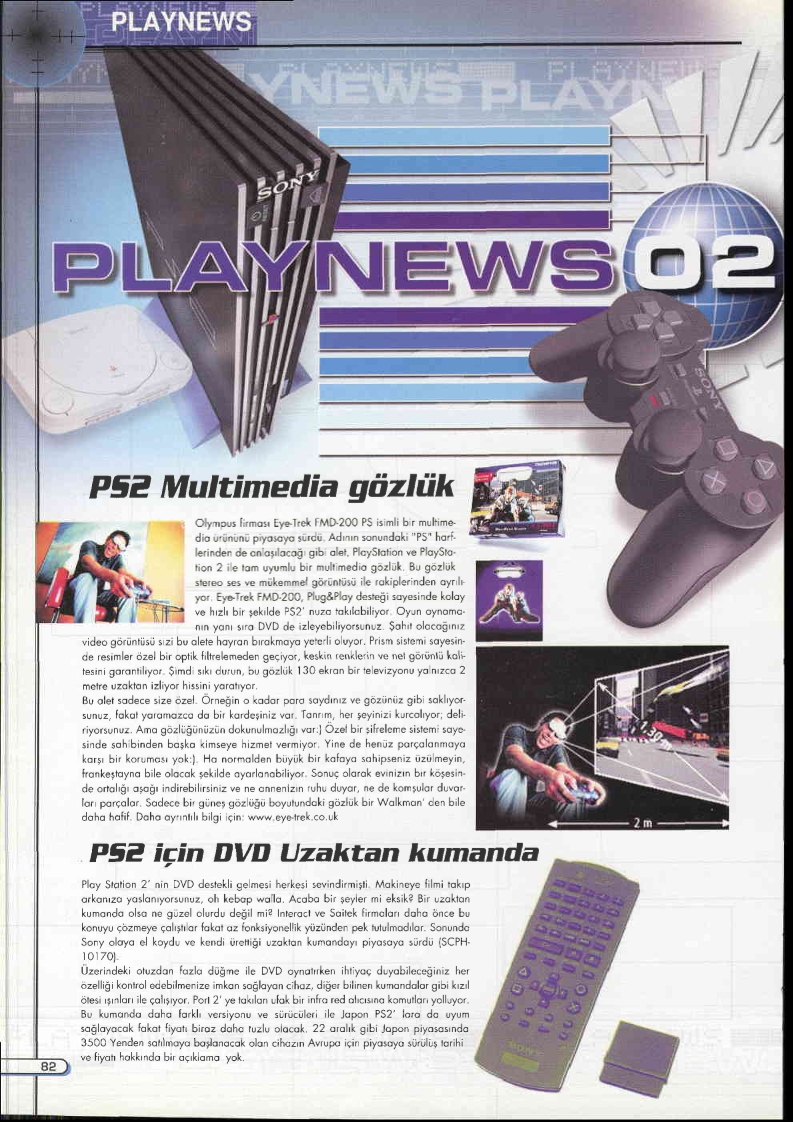 PLAYNEWS
YNEWS PLAYN
SONY
PLAYNEWS 02
SONY
PS2 Multimedia gözlük
Olympus firması Eye-Trek FMD-200 PS isimli bir multime-
dia ürününü piyasaya sürdü. Adının sonundaki "PS" harf-
lerinden de anlaşılacağı gibi alet, PlayStation ve PlaySta-
tion 2 ile tam uyumlu bir multimedia gözlük. Bu gözlük
stereo ses ve mükemmel görüntüsü ile rakiplerinden ayrılı-
yor. Eye-Trek FMD-200, Plug&Play desteği sayesinde kolay
ve hızlı bir şekilde PS2' nuza takılabiliyor. Oyun oynama-
nın yanı sıra DVD de izleyebiliyorsunuz. Şahit olacağınız
video görüntüsü sizi bu alete hayran bırakmaya yeterli oluyor. Prism sistemi sayesin-
de resimler özel bir optik filtrelemeden geçiyor, keskin renklerin ve net görüntü kali-
tesini garantiliyor. Şimdi sıkı durun, bu gözlük 130 ekran bir televizyonu yalnızca 2
metre uzaktan izliyor hissini yaratıyor.
Bu alet sadece size özel. Örneğin o kadar para saydınız ve gözünüz gibi saklıyor-
sunuz, fakat yaramazca da bir kardeşiniz var. Tanrım, her şeyinizi kurcalıyor; deli-
riyorsunuz. Ama gözlüğünüzün dokunulmazlığı var:) Özel bir şifreleme sistemi saye-
sinde sahibinden başka kimseye hizmet vermiyor. Yine de henüz parçalanmaya
karşı bir koruması yok:). Ha normalden büyük bir kafaya sahipseniz üzülmeyin,
frankeştayna bile olacak şekilde ayarlanabiliyor. Sonuç olarak evinizin bir köşesin-
de ortalığı aşağı indirebilirsiniz ve ne annenizin ruhu duyar, ne de komşular duvar-
ları parçalar. Sadece bir güneş gözlüğü boyutundaki gözlük bir Walkman' den bile
daha hafif. Daha ayrıntılı bilgi için: www.eye-trek.co.uk
1.30 m
2 m
PS2 için DVD Uzaktan kumanda
Play Station 2' nin DVD destekli gelmesi herkesi sevindirmişti. Makineye filmi takıp
arkanıza yaslanıyorsunuz, oh kebap walla. Acaba bir şeyler mi eksik? Bir uzaktan
kumanda olsa ne güzel olurdu değil mi? Interact ve Saitek firmaları daha önce bu
konuyu çözmeye çalıştılar fakat az fonksiyonellik yüzünden pek tutulmadılar. Sonunda
Sony olaya el koydu ve kendi ürettiği uzaktan kumandayı piyasaya sürdü (SCPH-
10170).
Üzerindeki otuzdan fazla düğme ile DVD oynatırken ihtiyaç duyabileceğiniz her
özelliği kontrol edebilmenize imkan sağlayan cihaz, diğer bilinen kumandalar gibi kızıl
ötesi ışınları ile çalışıyor. Port 2' ye takılan ufak bir infra red alıcısına komutları yolluyor.
Bu kumanda daha farklı versiyonu ve sürücüleri ile Japon PS2' lara da uyum
sağlayacak fakat fiyatı biraz daha tuzlu olacak. 22 aralık gibi Japon piyasasında
3500 Yenden satılmaya başlanacak olan cihazın Avrupa için piyasaya sürülüş tarihi
ve fiyatı hakkında bir açıklama yok.
SONY
82